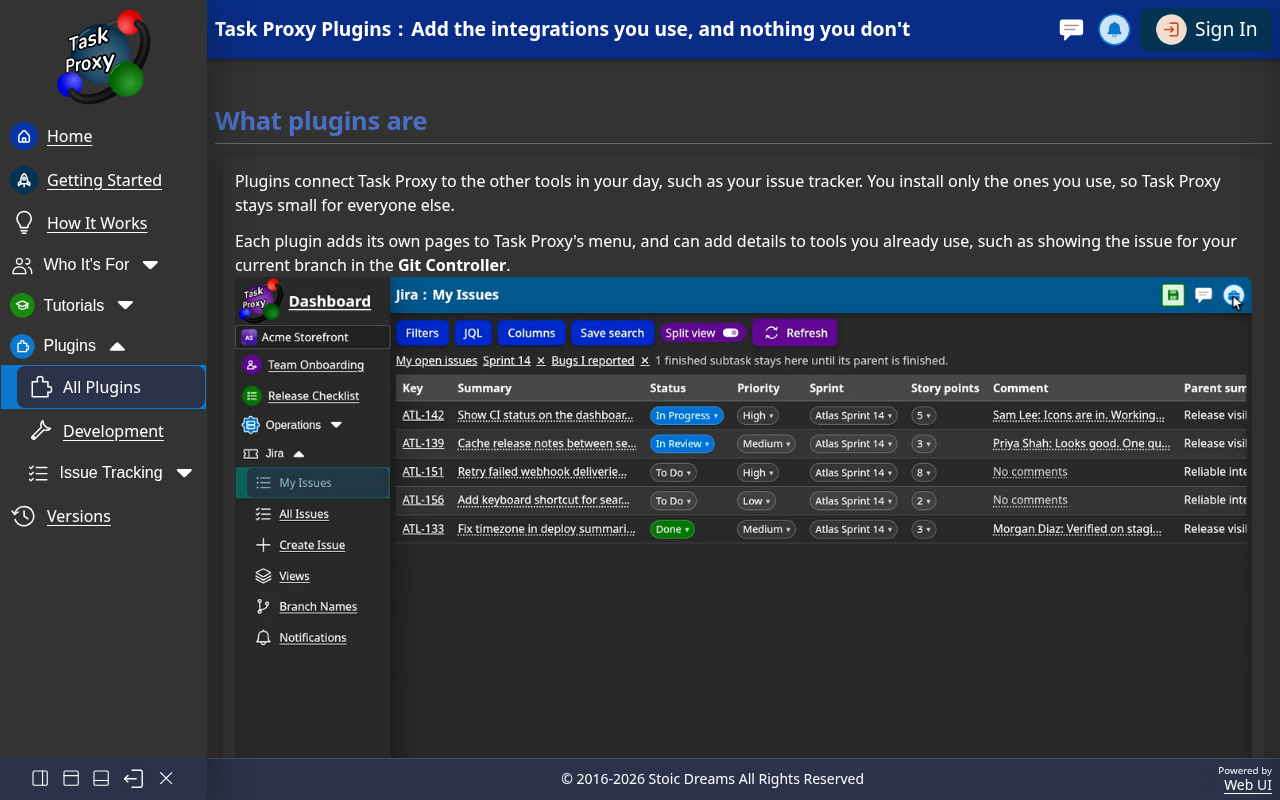 Task Proxy
Home
Getting Started
How It Works
Who It's For
Tutorials
Plugins
All Plugins
Development
Issue Tracking
Versions
Task Proxy Plugins : Add the integrations you use, and nothing you don't
Sign In
What plugins are
Plugins connect Task Proxy to the other tools in your day, such as your issue tracker. You install only the ones you use, so Task Proxy
stays small for everyone else.
Each plugin adds its own pages to Task Proxy's menu, and can add details to tools you already use, such as showing the issue for your
current branch in the Git Controller.
Task Proxy
Dashboard
AS Acme Storefront
Team Onboarding
Release Checklist
Operations
Jira
My Issues
All Issues
Create Issue
Views
Branch Names
Notifications
Jira : My Issues
Filters JQL Columns Save search Split view Refresh
My open issues Sprint 14 × Bugs I reported × 1 finished subtask stays here until its parent is finished.
Key Summary Status Priority Sprint Story points Comment Parent sum
ATL-142 Show CI status on the dashboar... In Progress High Atlas Sprint 14 5 Sam Lee: Icons are in. Working... Release visil
ATL-139 Cache release notes between se... In Review Medium Atlas Sprint 14 3 Priya Shah: Looks good. One qu... Release visil
ATL-151 Retry failed webhook deliverie... To Do High Atlas Sprint 14 8 No comments Reliable inte
ATL-156 Add keyboard shortcut for sear... To Do Low Atlas Sprint 14 2 No comments Reliable inte
ATL-133 Fix timezone in deploy summari... Done Medium Atlas Sprint 14 3 Morgan Diaz: Verified on stagi... Release visil
© 2016-2026 Stoic Dreams All Rights Reserved
Powered by
Web UI